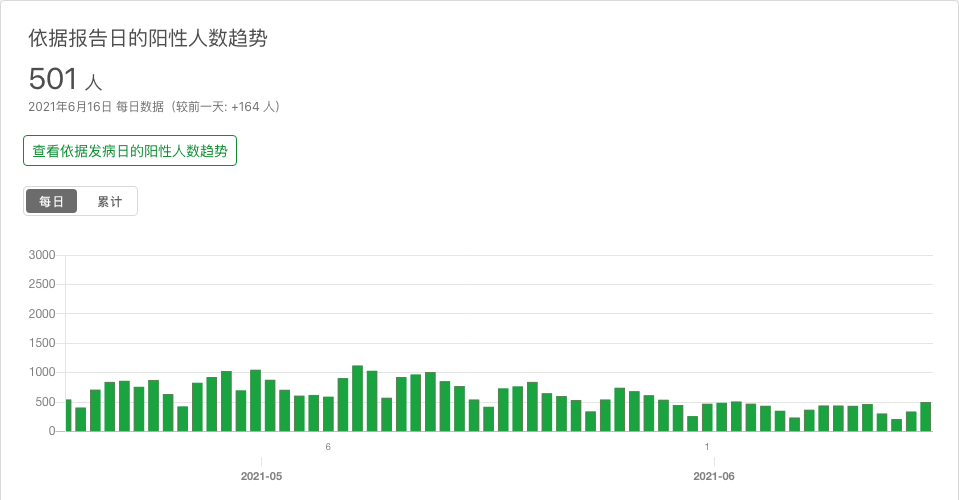 依据报告日的阳性人数趋势
501 人
2021年6月16日 每日数据（较前一天: +164 人）
查看依据发病日的阳性人数趋势
每日 累计
3000
2500
2000
1500
1000
500
0
6 1
2021-05 2021-06